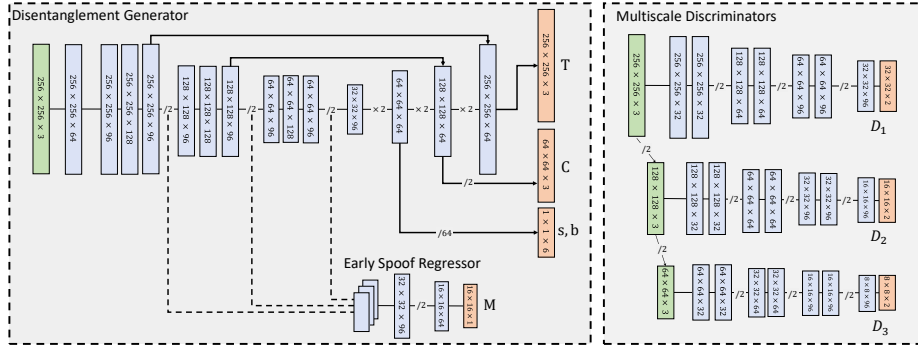 Disentanglement Generator
256 × 256 × 3
256 × 256 × 64
256 × 256 × 96
256 × 256 × 128
256 × 256 × 96
/2
128 × 128 × 96
128 × 128 × 128
128 × 128 × 96
/2
64 × 64 × 96
64 × 64 × 128
64 × 64 × 96
/2
32 × 32 × 96
×2
64 × 64 × 64
×2
128 × 128 × 64
×2
256 × 256 × 64
256 × 256 × 3
T
/2
64 × 64 × 3
C
/64
1 × 1 × 6
s, b
Early Spoof Regressor
32 × 32 × 96
/2
16 × 16 × 64
16 × 16 × 1
M
Multiscale Discriminators
256 × 256 × 3
256 × 256 × 32
256 × 256 × 32
/2
128 × 128 × 64
128 × 128 × 64
/2
64 × 64 × 96
64 × 64 × 96
/2
32 × 32 × 96
32 × 32 × 2
D1
/2
128 × 128 × 3
128 × 128 × 32
128 × 128 × 32
/2
64 × 64 × 64
64 × 64 × 64
/2
32 × 32 × 96
32 × 32 × 96
/2
16 × 16 × 96
16 × 16 × 2
D2
/2
64 × 64 × 3
64 × 64 × 32
64 × 64 × 32
/2
32 × 32 × 64
32 × 32 × 64
/2
16 × 16 × 96
16 × 16 × 96
/2
8 × 8 × 96
8 × 8 × 2
D3